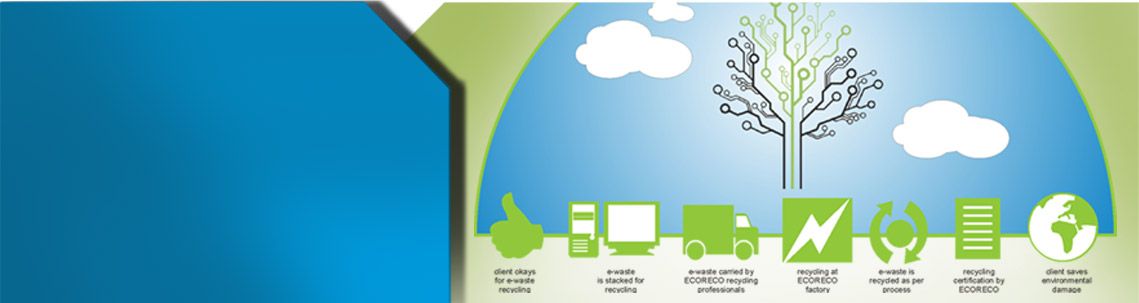 client okays
for e-waste
recycling
e-waste
is stacked for
recycling
e-waste carried by
ECORECO recycling
professionals
recycling at
ECORECO
factory
e-waste is
recycled as per
process
recycling
certification by
ECORECO
client saves
environmental
damage